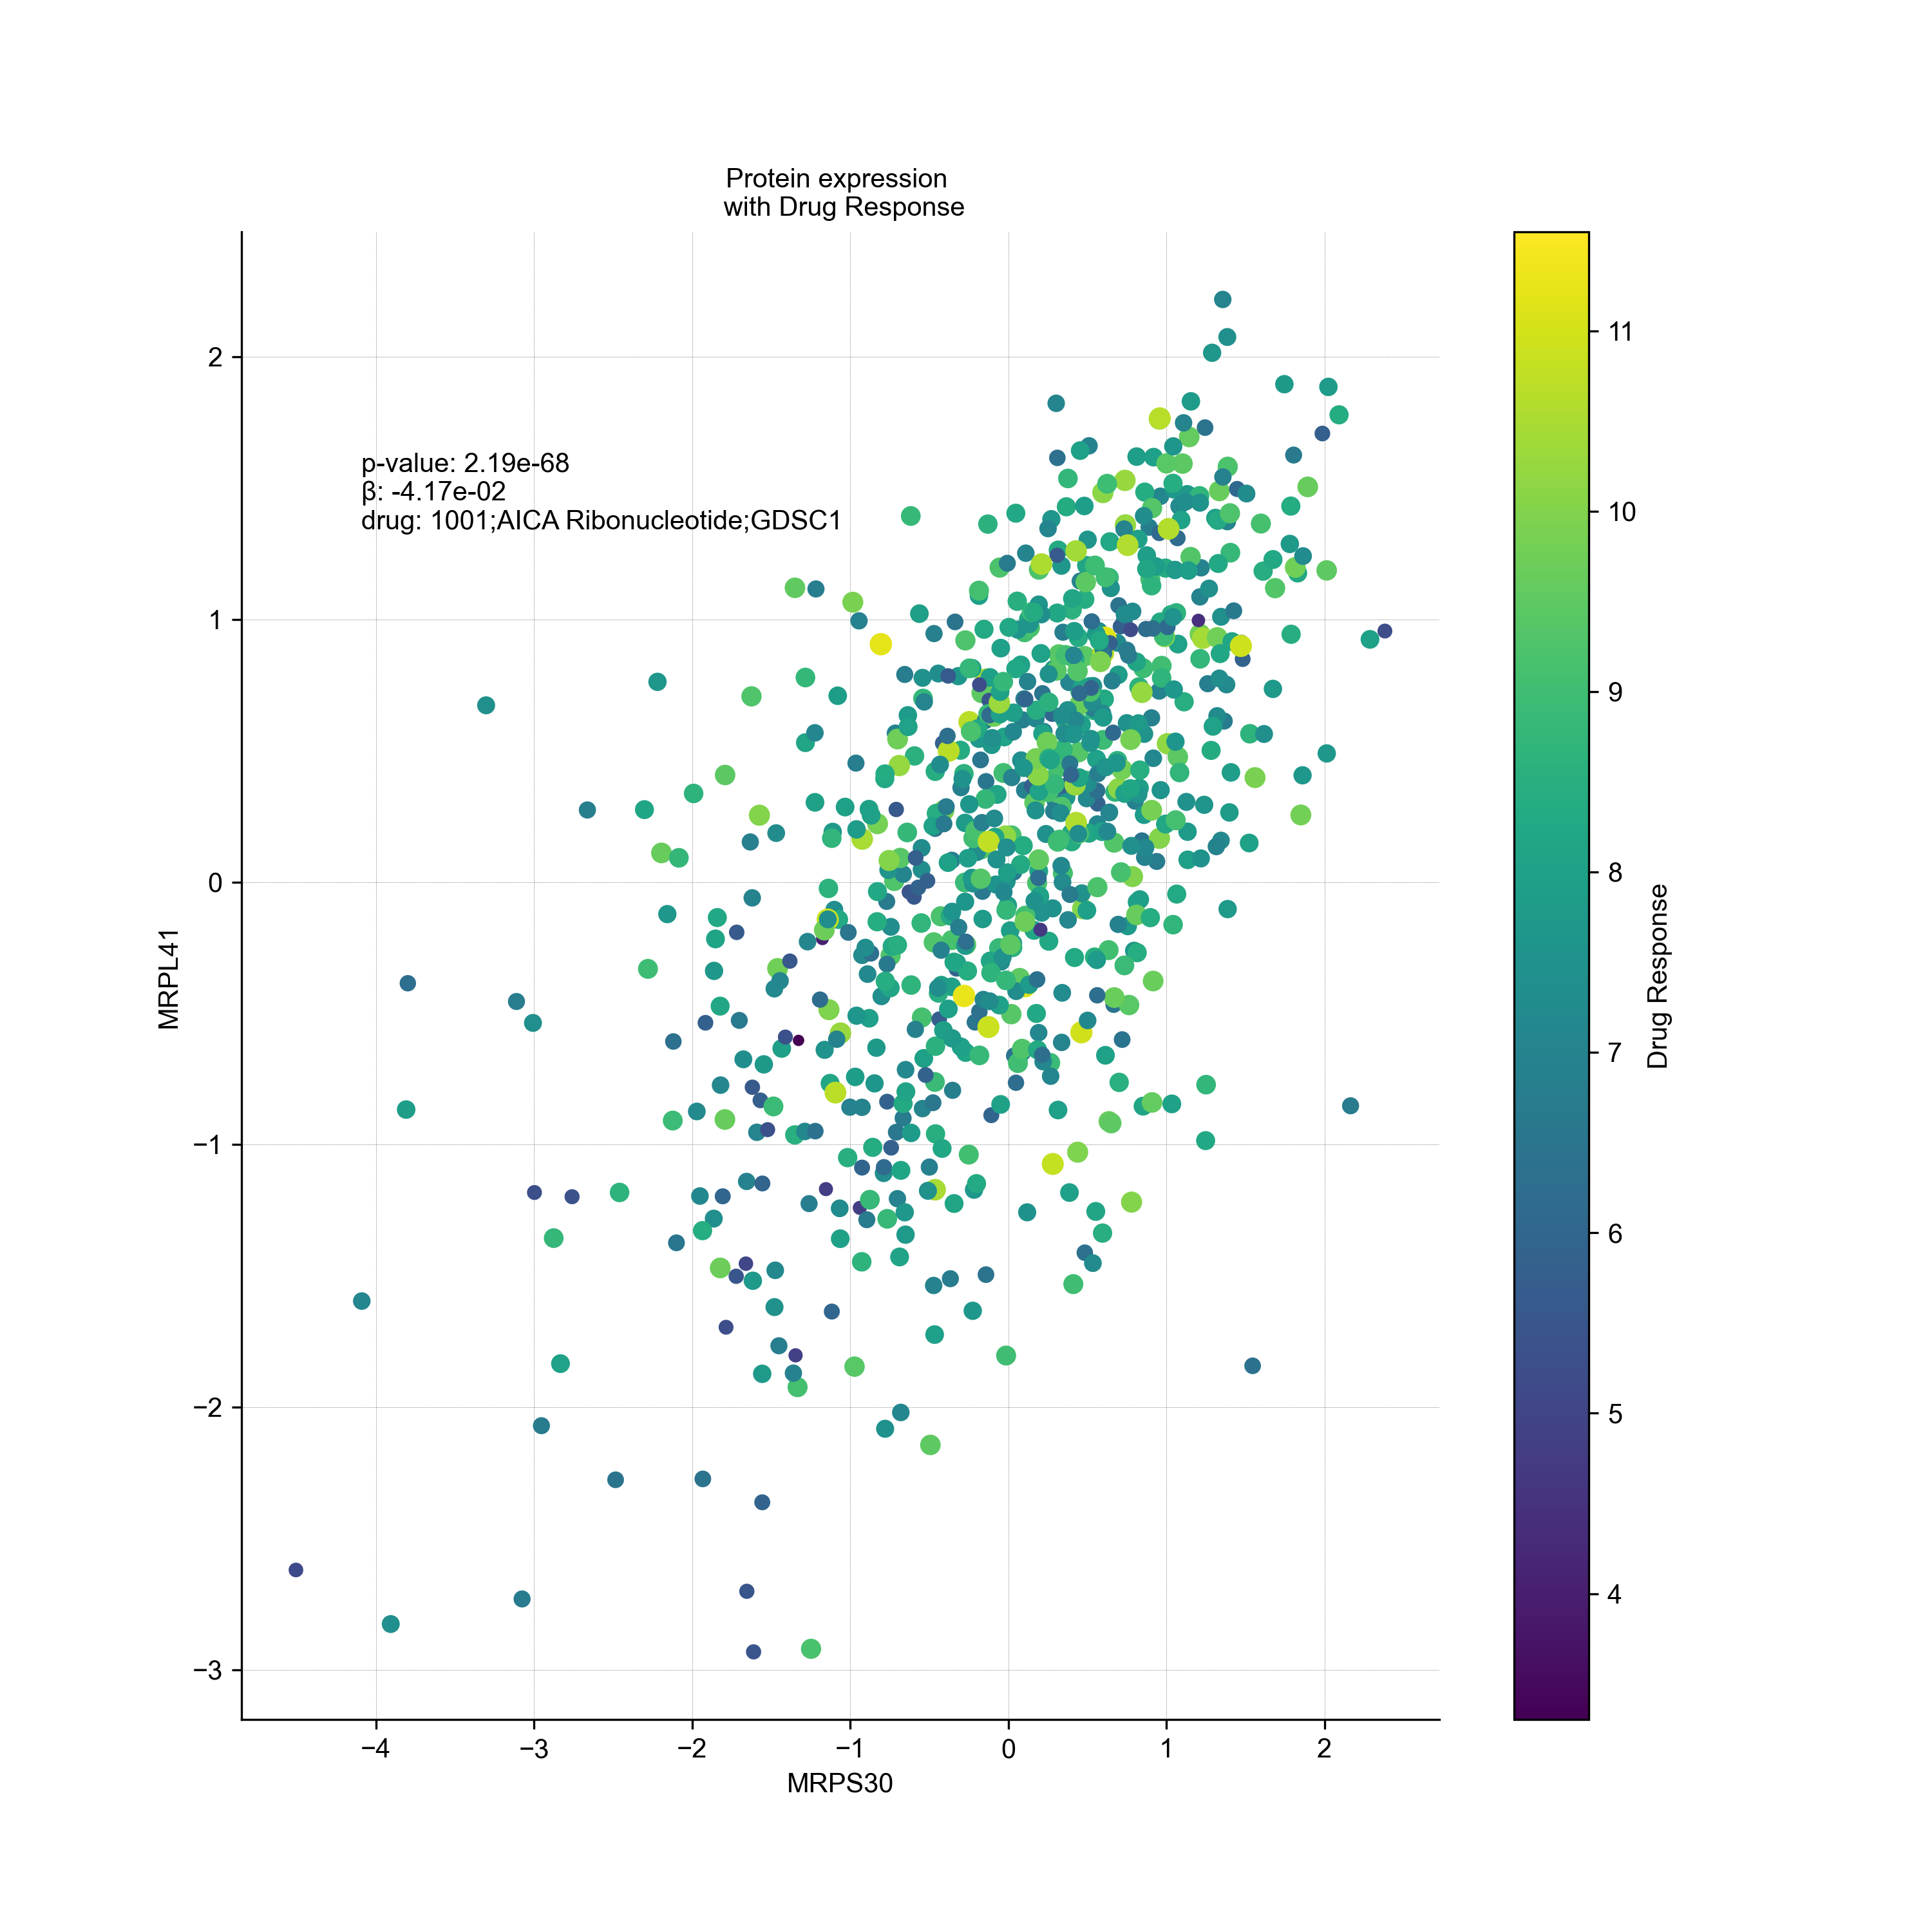 Protein expression
with Drug Response
p-value: 2.19e-68
β: -4.17e-02
drug: 1001;AICA Ribonucleotide;GDSC1
MRPL41
2
1
0
−1
−2
−3
−4
−3
−2
−1
0
1
2
MRPS30
11
10
9
8
7
6
5
4
Drug Response